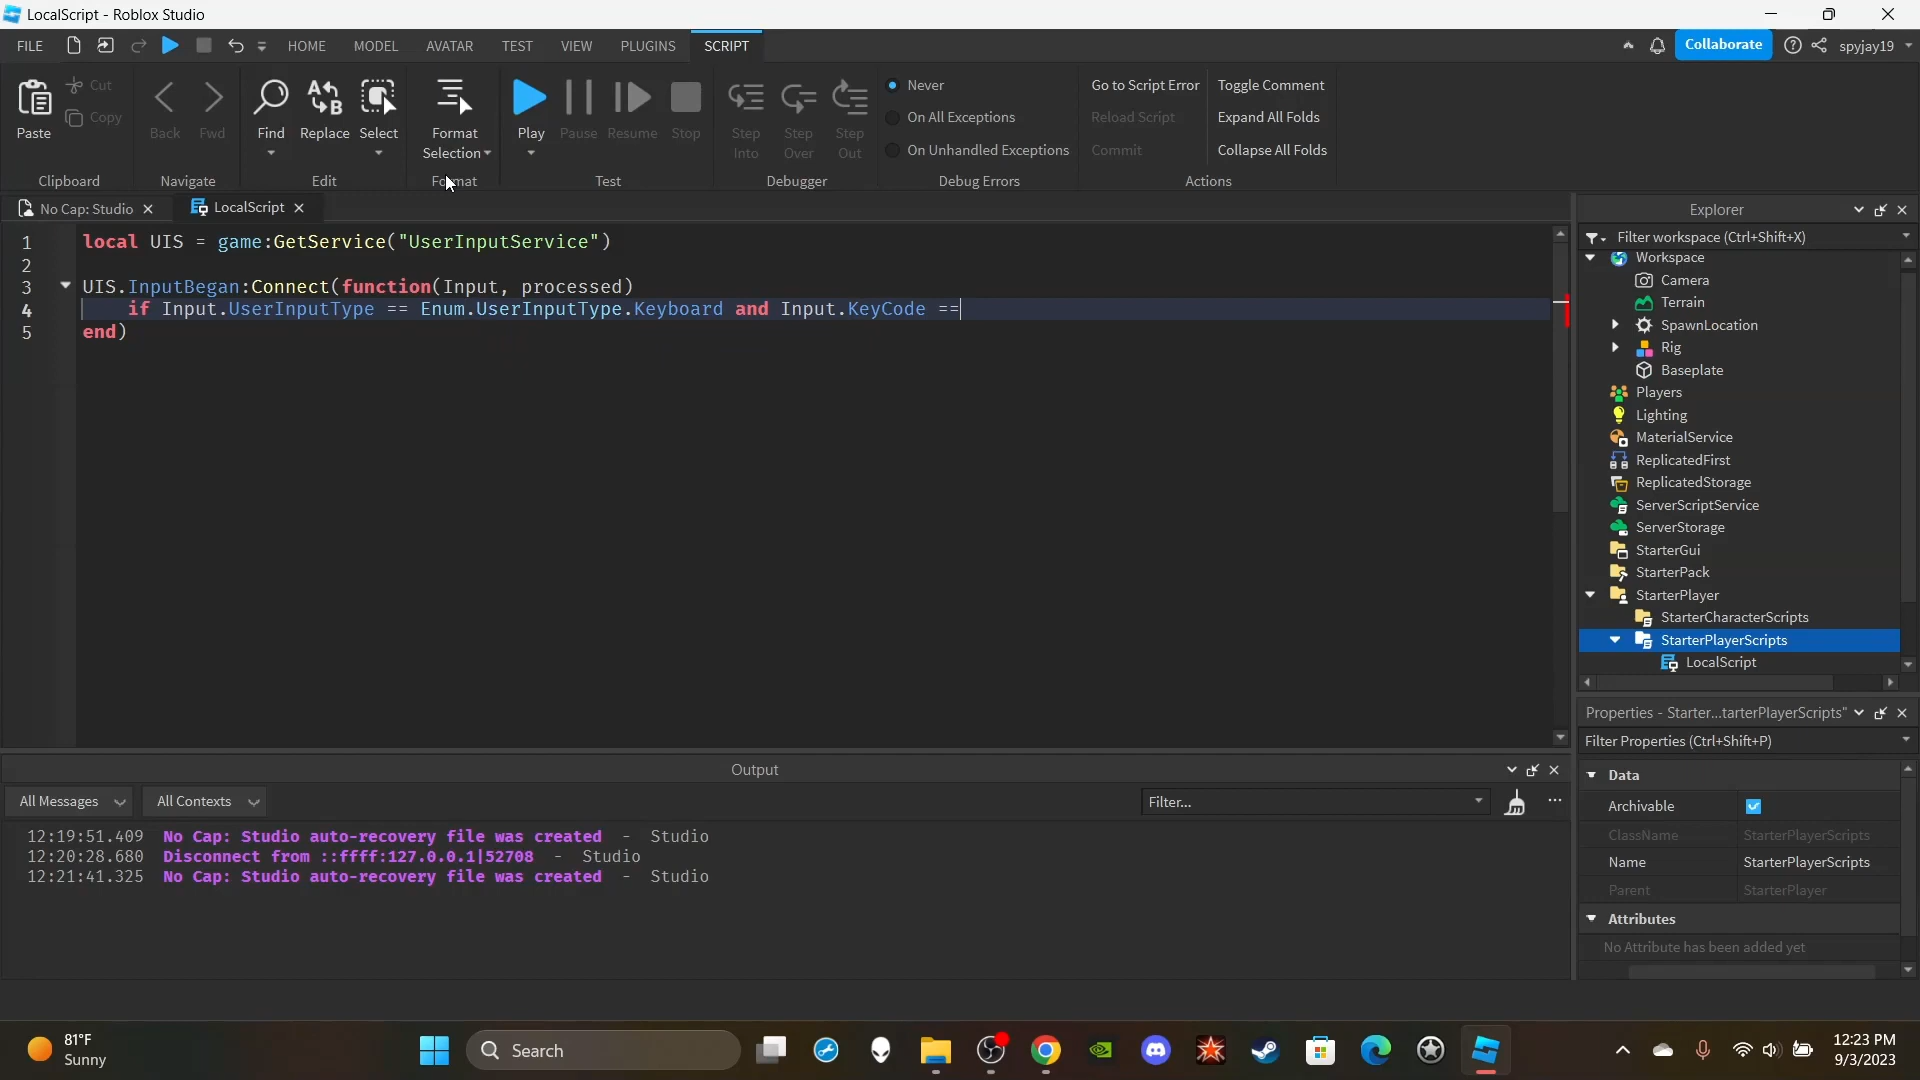 LocalScript - Roblox Studio
FILE HOME MODEL AVATAR TEST VIEW PLUGINS SCRIPT Collaborate spyjay19
Paste Cut Copy
Clipboard
Back Fwd
Navigate
Find Replace Select
Edit
Format Selection
Format
Play Pause Resume Stop
Test
Step Into Step Over Step Out
Debugger
Never
On All Exceptions
On Unhandled Exceptions
Debug Errors
Go to Script Error Toggle Comment
Reload Script Expand All Folds
Commit Collapse All Folds
Actions
No Cap: Studio LocalScript
1 local UIS = game:GetService("UserInputService")
2
3 UIS.InputBegan:Connect(function(Input, processed)
4 if Input.UserInputType == Enum.UserInputType.Keyboard and Input.KeyCode ==
5 end)
Explorer
Filter workspace (Ctrl+Shift+X)
Workspace
Camera
Terrain
SpawnLocation
Rig
Baseplate
Players
Lighting
MaterialService
ReplicatedFirst
ReplicatedStorage
ServerScriptService
ServerStorage
StarterGui
StarterPack
StarterPlayer
StarterCharacterScripts
StarterPlayerScripts
LocalScript
Properties - Starter...tarterPlayerScripts"
Filter Properties (Ctrl+Shift+P)
Data
Archivable
ClassName StarterPlayerScripts
Name StarterPlayerScripts
Parent StarterPlayer
Attributes
No Attribute has been added yet
Output
All Messages All Contexts Filter... ...
12:19:51.409 No Cap: Studio auto-recovery file was created - Studio
12:20:28.680 Disconnect from ::ffff:127.0.0.1|52708 - Studio
12:21:41.325 No Cap: Studio auto-recovery file was created - Studio
81°F
Sunny
Search
12:23 PM
9/3/2023